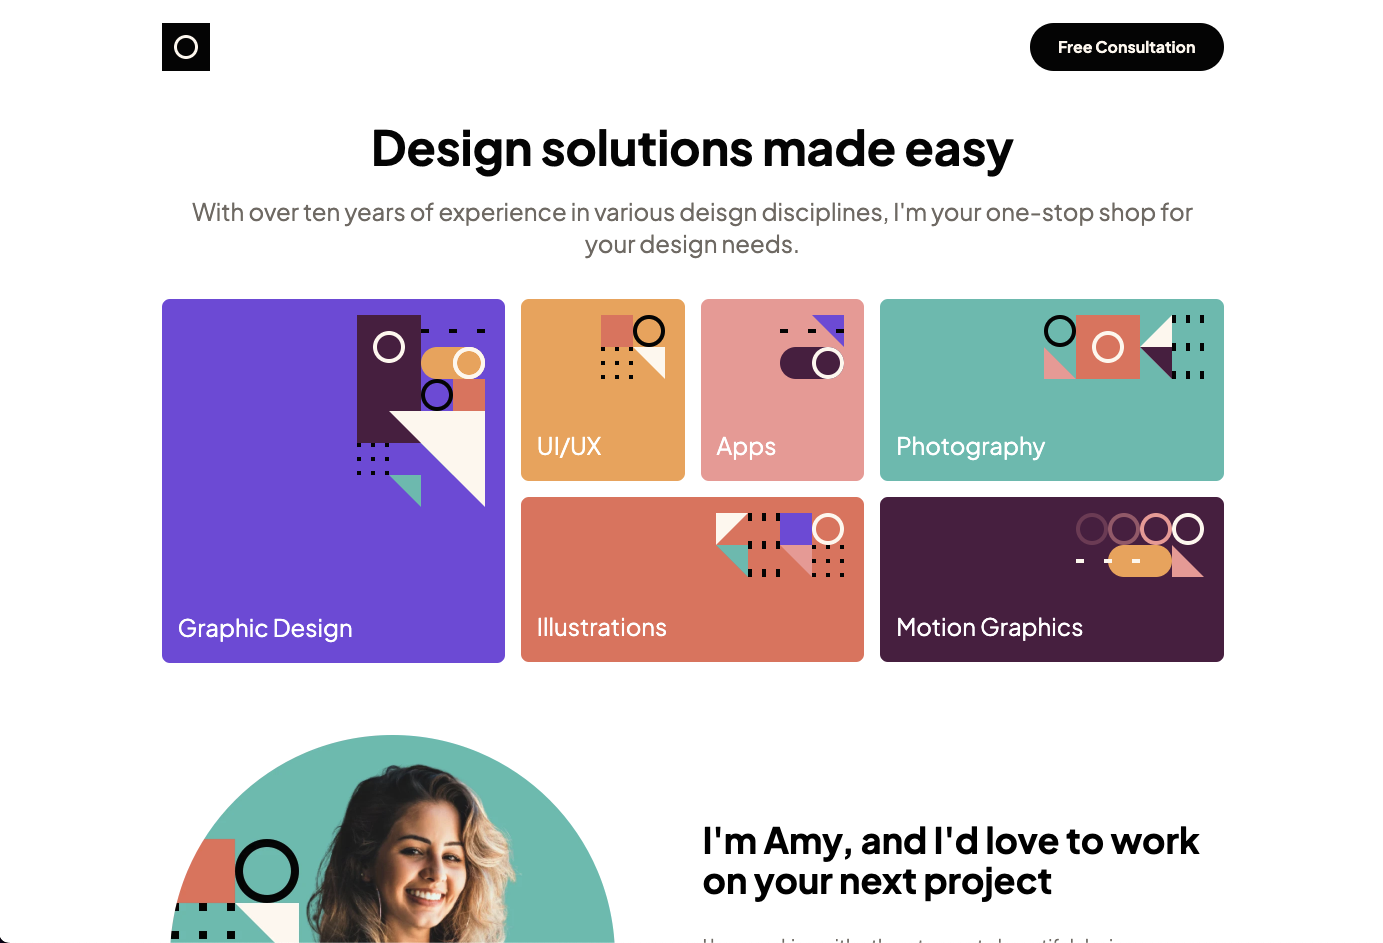 Free Consultation
Design solutions made easy
With over ten years of experience in various deisgn disciplines, I'm your one-stop shop for
your design needs.
UI/UX
Apps
Photography
Graphic Design
Illustrations
Motion Graphics
I'm Amy, and I'd love to work
on your next project